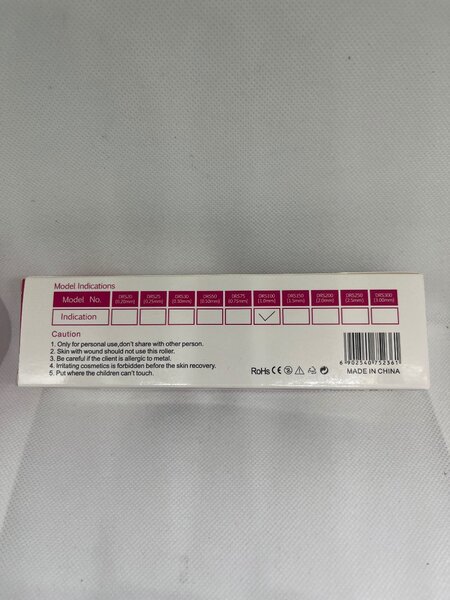 Model Indications
Model No. DRS20 (0.20mm) DRS25 (0.25mm) DRS30 (0.30mm) DRS50 (0.50mm) DRS75 (0.75mm) DRS100 (1.0mm) DRS150 (1.5mm) DRS200 (2.0mm) DRS250 (2.5mm) DRS300 (3.00mm)
Indication
Caution
1. Only for personal use,don't share with other person.
2. Skin with wound should not use this roller.
3. Be careful if the client is allergic to metal.
4. Irritating cosmetics is forbidden before the skin recovery.
5. Put where the children can't touch.
RoHs CE
6 902540 752361
MADE IN CHINA